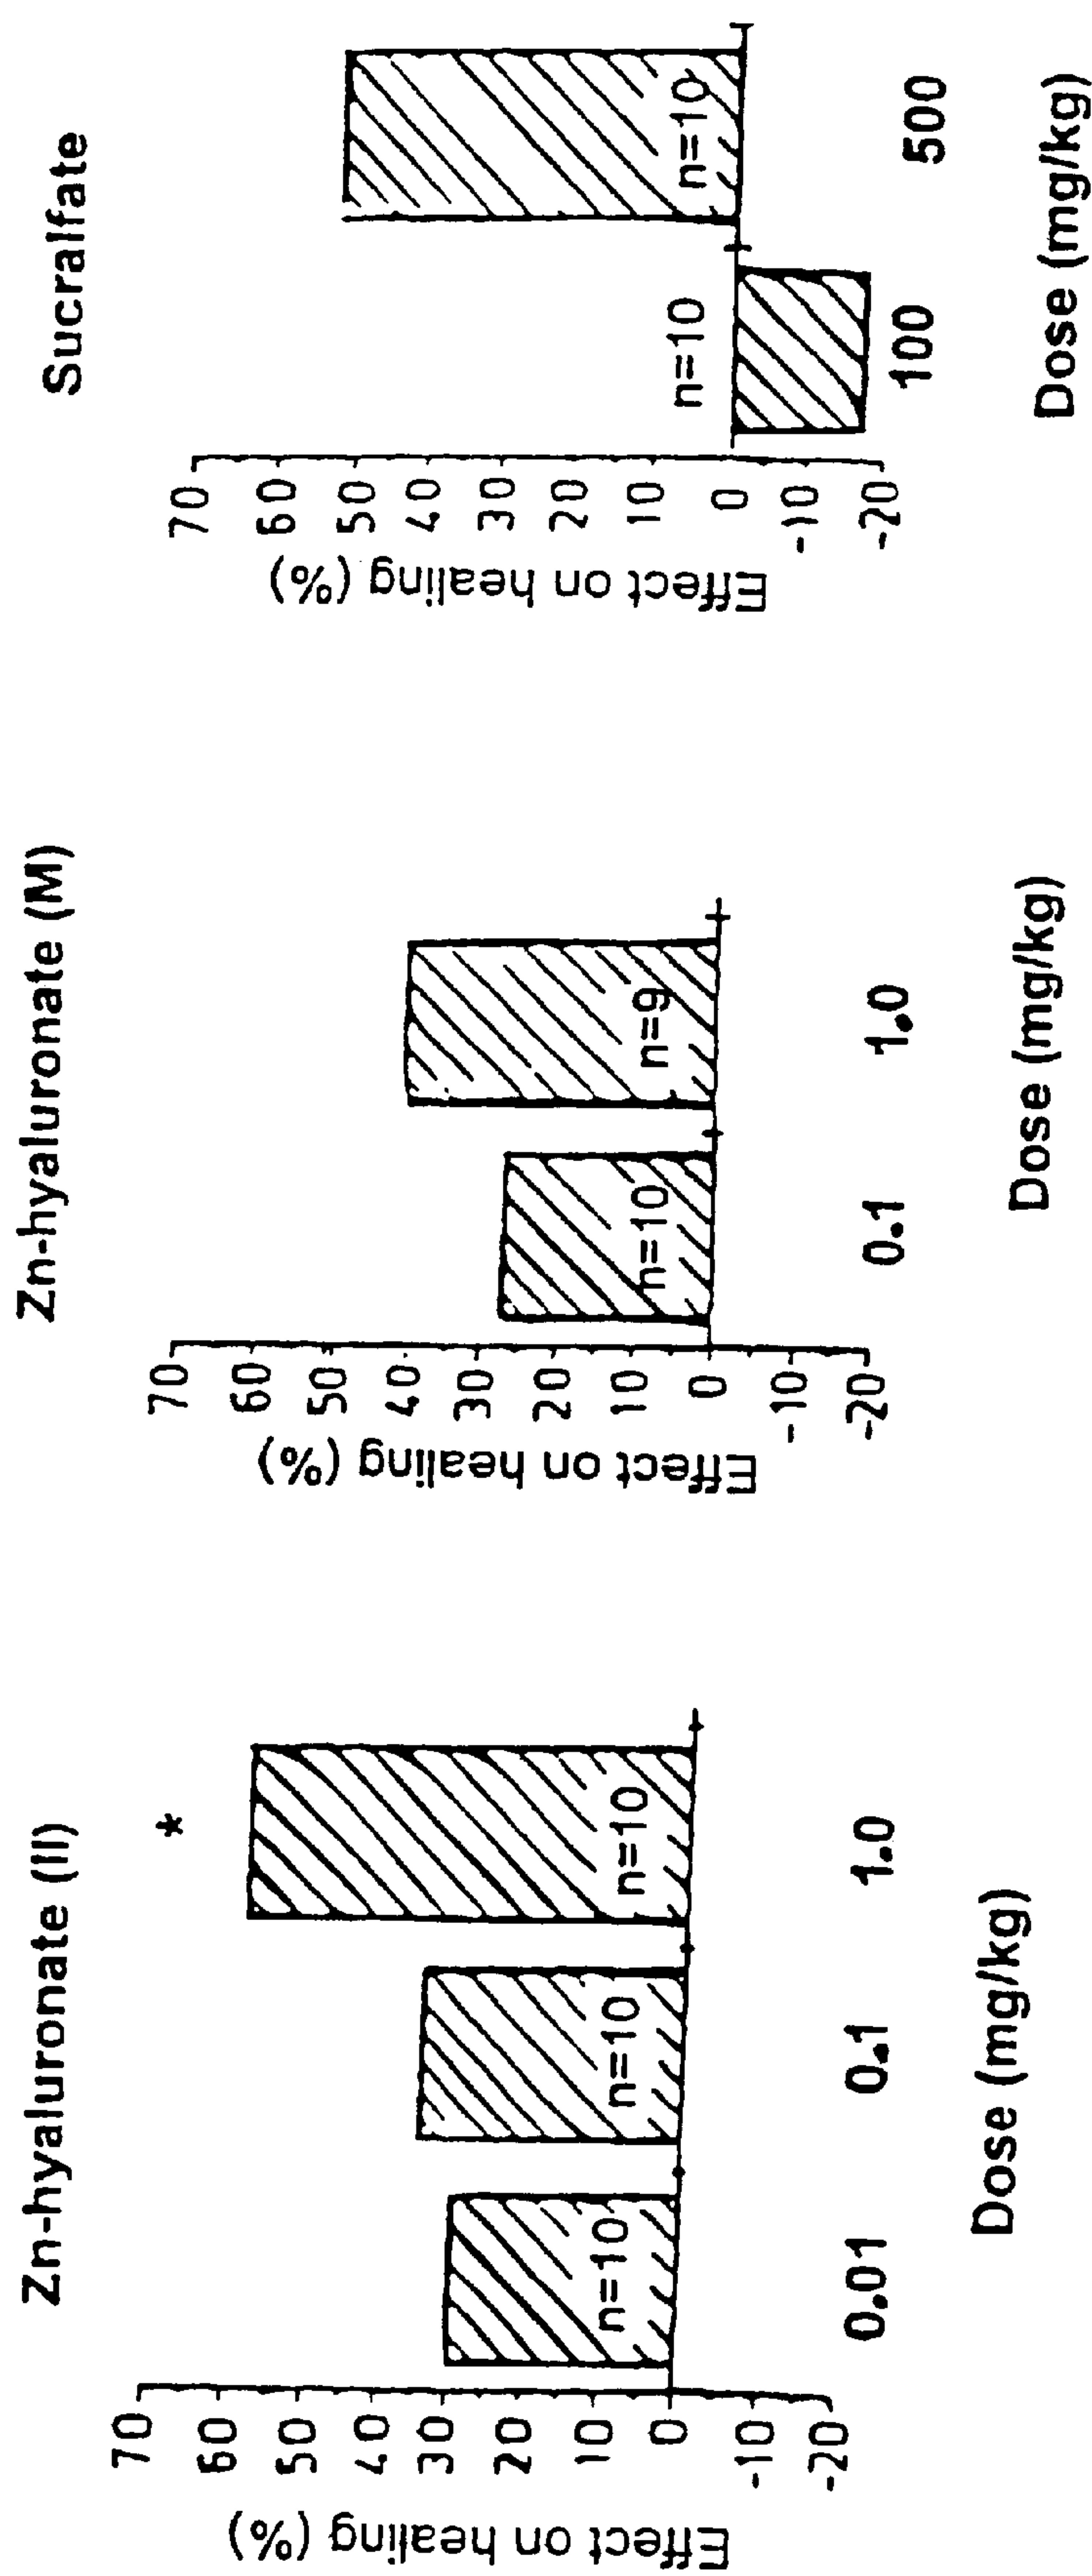 Zn-hyaluronate (II)
Effect on healing (%)
70
60
50
40
30
20
10
0
-10
-20
*
n=10
n=10
n=10
0.01
0.1
1.0
Dose (mg/kg)
Zn-hyaluronate (M)
Effect on healing (%)
70
60
50
40
30
20
10
0
-10
-20
n=10
n=9
0.1
1.0
Dose (mg/kg)
Sucralfate
Effect on healing (%)
70
60
50
40
30
20
10
0
-10
-20
n=10
n=10
100
500
Dose (mg/kg)